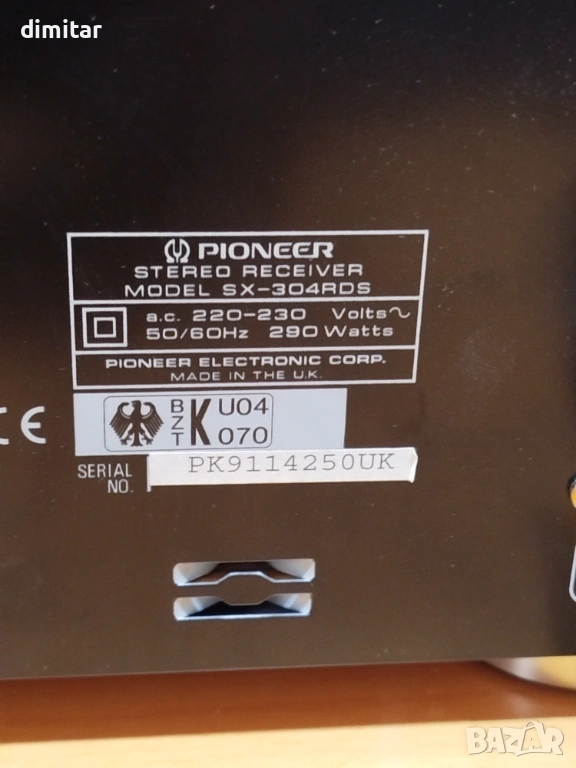 dimitar
PIONEER
STEREO RECEIVER
MODEL SX-304RDS
a.c. 220-230 Volts~
50/60Hz 290 Watts
PIONEER ELECTRONIC CORP.
MADE IN THE U.K.
CE
BZT K U04
070
SERIAL NO. PK9114250UK
BAZAR